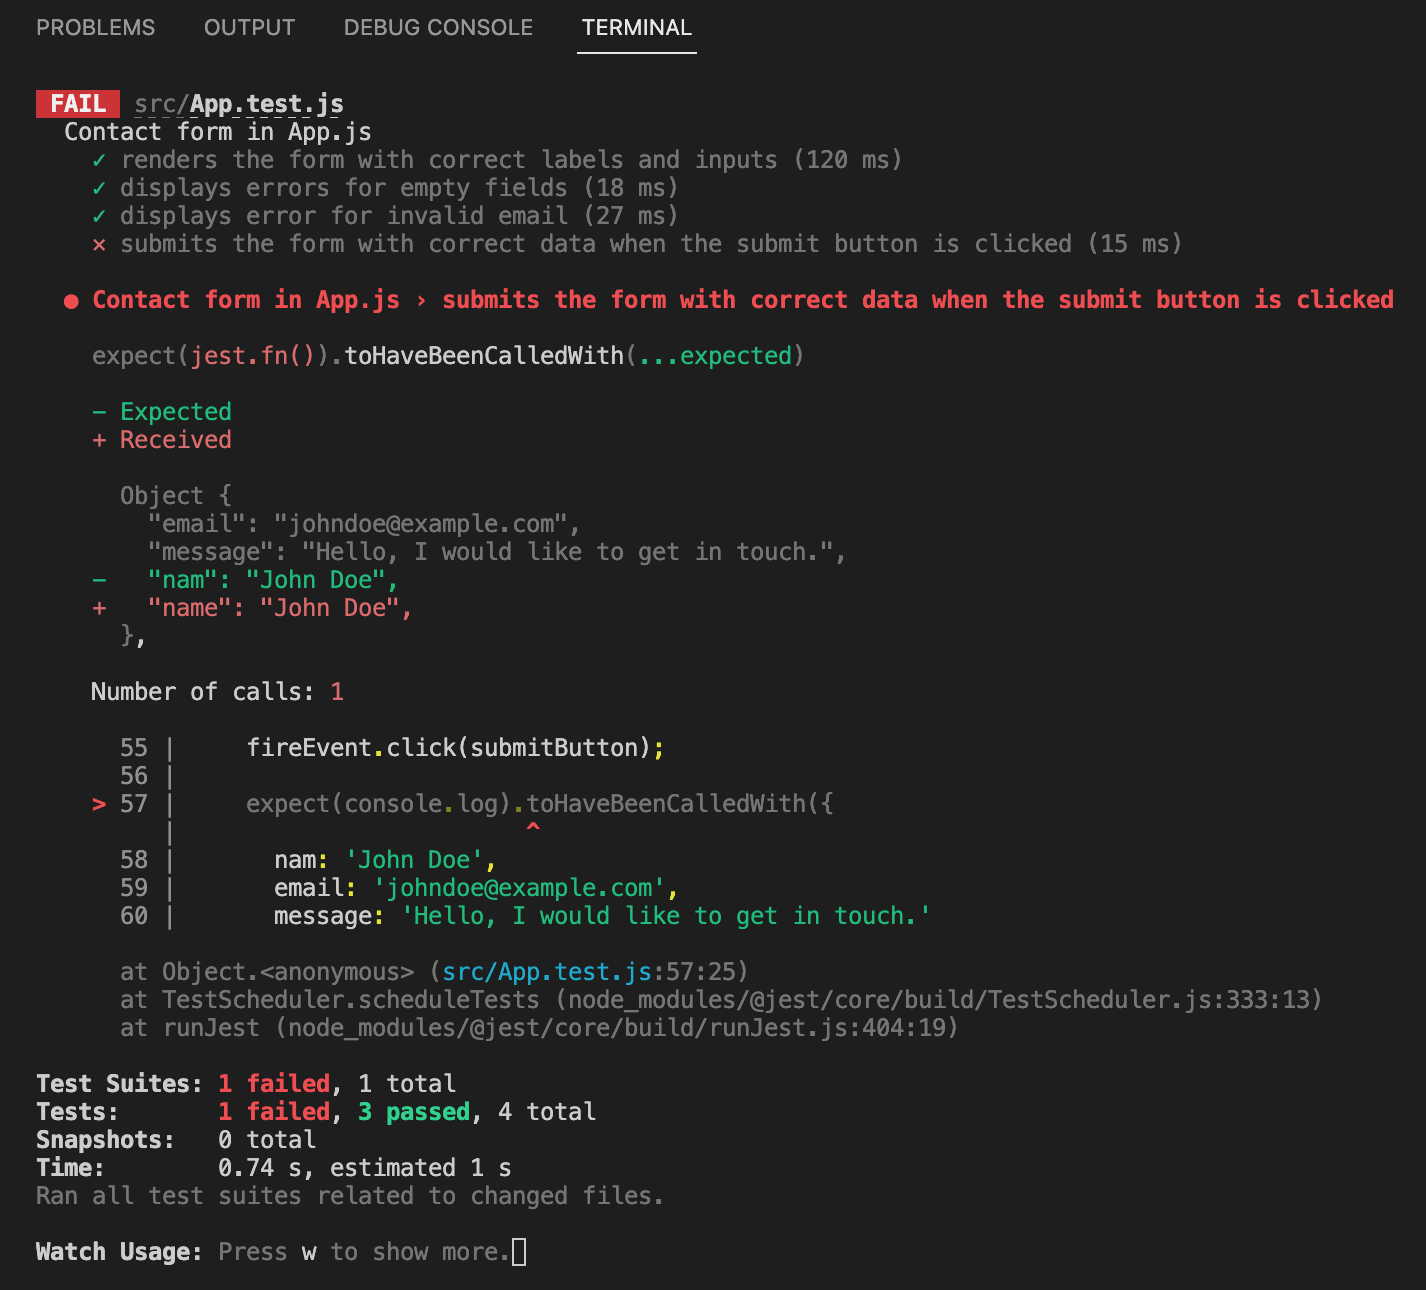 PROBLEMS OUTPUT DEBUG CONSOLE TERMINAL
FAIL src/App.test.js
Contact form in App.js
✓ renders the form with correct labels and inputs (120 ms)
✓ displays errors for empty fields (18 ms)
✓ displays error for invalid email (27 ms)
✕ submits the form with correct data when the submit button is clicked (15 ms)
● Contact form in App.js › submits the form with correct data when the submit button is clicked
expect(jest.fn()).toHaveBeenCalledWith(...expected)
- Expected
+ Received
Object {
"email": "johndoe@example.com",
"message": "Hello, I would like to get in touch.",
- "nam": "John Doe",
+ "name": "John Doe",
},
Number of calls: 1
55 | fireEvent.click(submitButton);
56 |
> 57 | expect(console.log).toHaveBeenCalledWith({
| ^
58 | nam: 'John Doe',
59 | email: 'johndoe@example.com',
60 | message: 'Hello, I would like to get in touch.'
at Object.<anonymous> (src/App.test.js:57:25)
at TestScheduler.scheduleTests (node_modules/@jest/core/build/TestScheduler.js:333:13)
at runJest (node_modules/@jest/core/build/runJest.js:404:19)
Test Suites: 1 failed, 1 total
Tests: 1 failed, 3 passed, 4 total
Snapshots: 0 total
Time: 0.74 s, estimated 1 s
Ran all test suites related to changed files.
Watch Usage: Press w to show more.